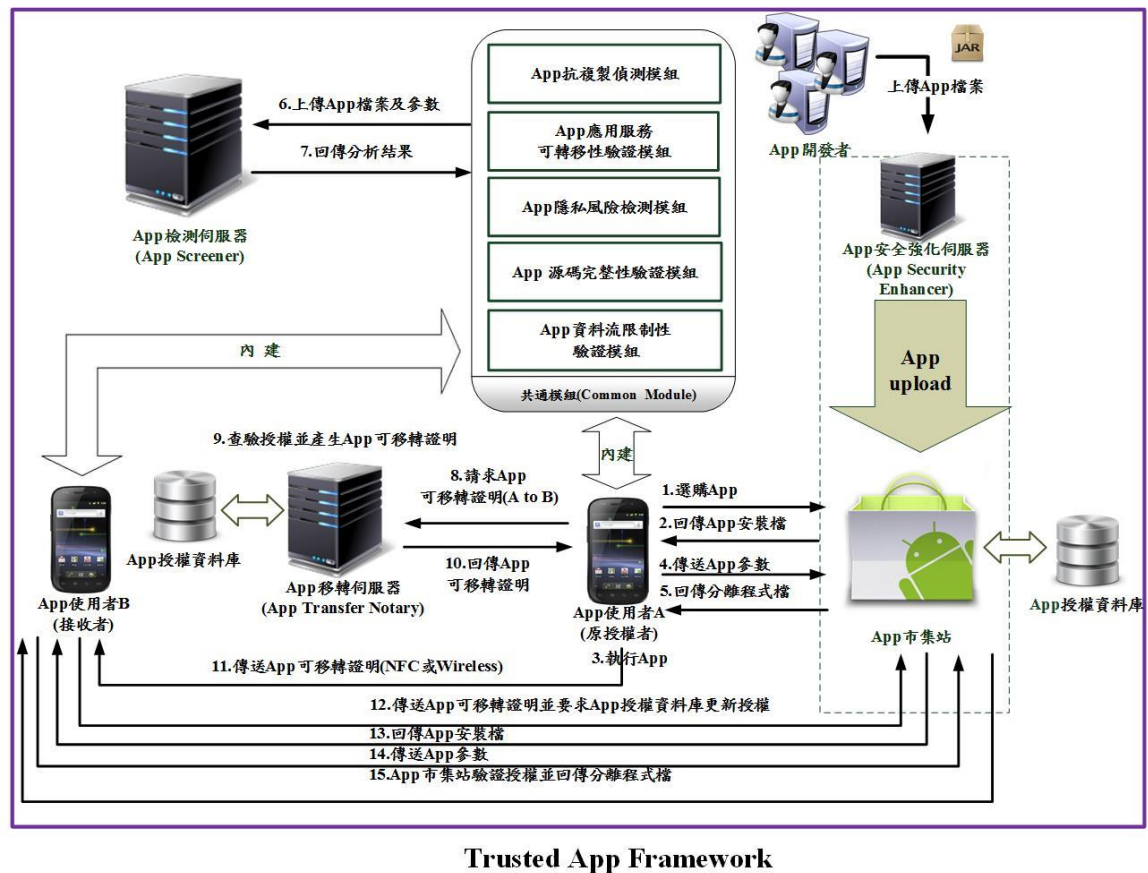 App抗複製偵測模組
App應用服務
可轉移性驗證模組
App隱私風險檢測模組
App 源碼完整性驗證模組
App資料流限制性
驗證模組
共通模組(Common Module)
JAR
上傳App檔案
App開發者
6.上傳App檔案及參數
7.回傳分析結果
App檢測伺服器
(App Screener)
App安全強化伺服器
(App Security
Enhancer)
App
upload
內 建
內建
9.查驗授權並產生App可移轉證明
8.請求App
可移轉證明(A to B)
10.回傳App
可移轉證明
1.選購App
2.回傳App安裝檔
4.傳送App參數
5.回傳分離程式檔
App授權資料庫
App移轉伺服器
(App Transfer Notary)
App使用者B
(接收者)
App使用者A
(原授權者)
3.執行App
App市集站
App授權資料庫
11.傳送App可移轉證明(NFC或Wireless)
12.傳送App可移轉證明並要求App授權資料庫更新授權
13.回傳App安裝檔
14.傳送App參數
15.App市集站驗證授權並回傳分離程式檔
Trusted App Framework